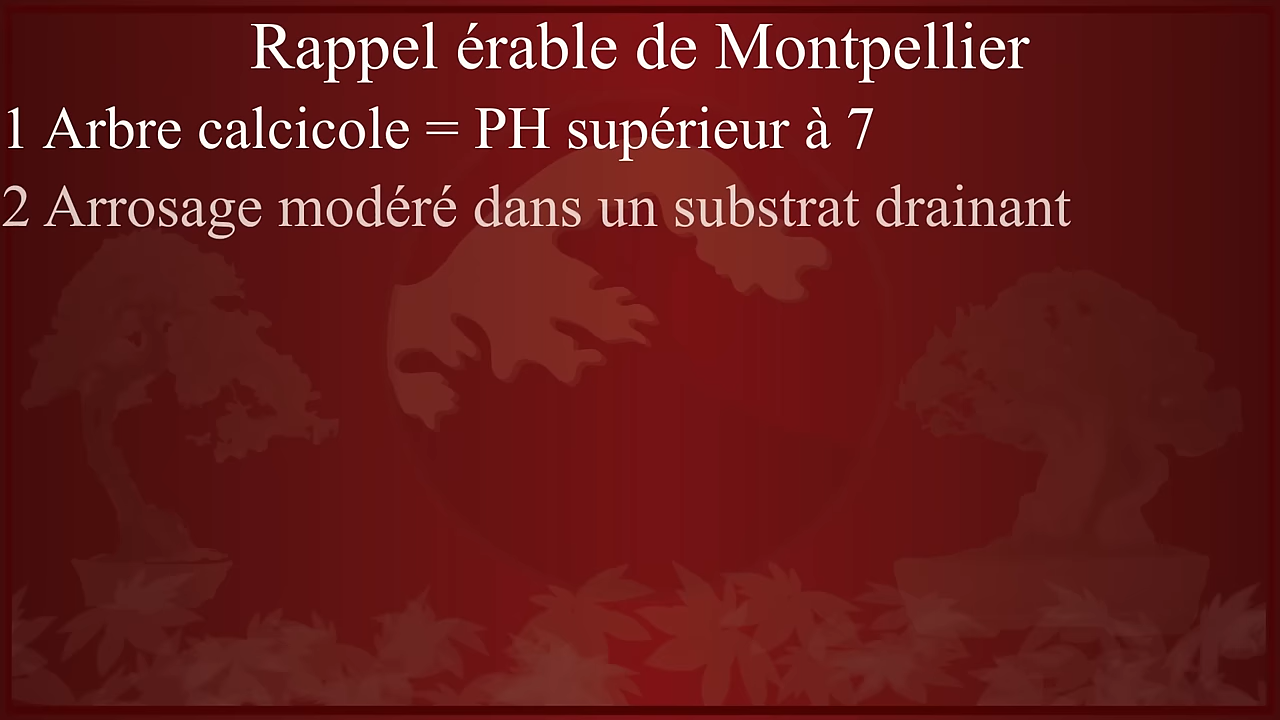 Rappel érable de Montpellier
1 Arbre calcicole = PH supérieur à 7
2 Arrosage modéré dans un substrat drainant